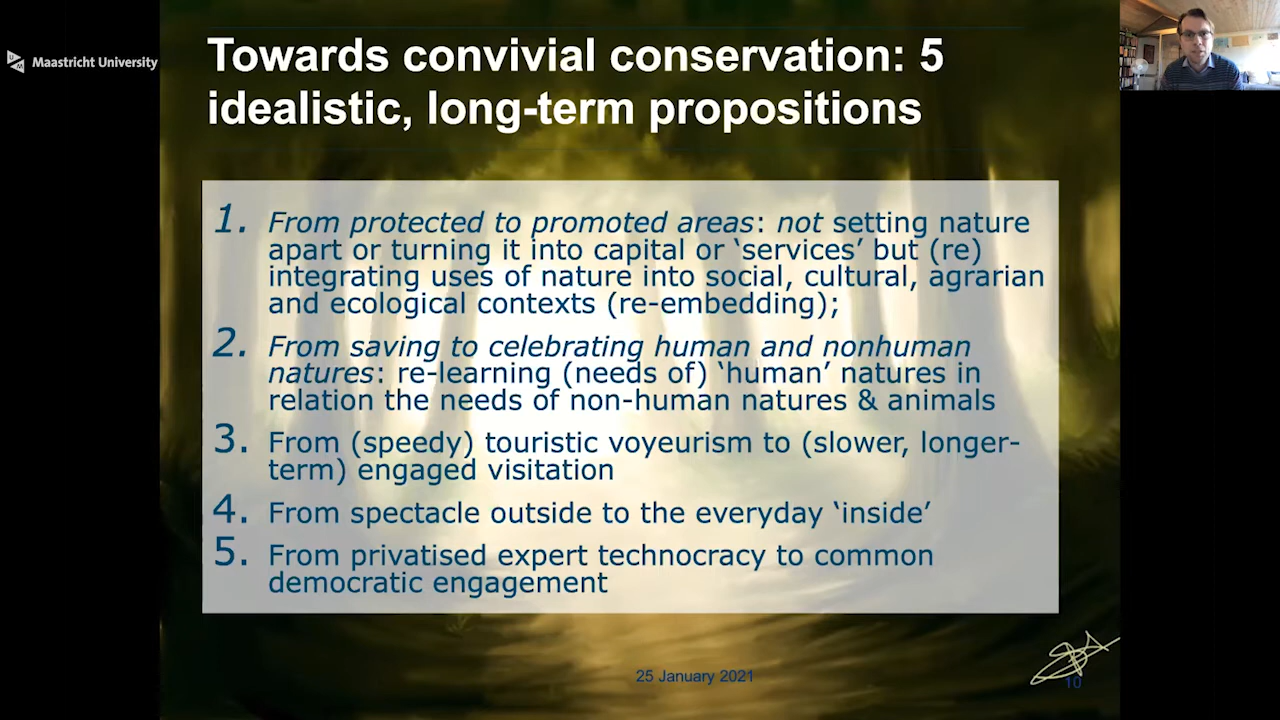 Maastricht University
Towards convivial conservation: 5
idealistic, long-term propositions
1. From protected to promoted areas: not setting nature
apart or turning it into capital or ‘services’ but (re)
integrating uses of nature into social, cultural, agrarian
and ecological contexts (re-embedding);
2. From saving to celebrating human and nonhuman
natures: re-learning (needs of) ‘human’ natures in
relation the needs of non-human natures & animals
3. From (speedy) touristic voyeurism to (slower, longer-
term) engaged visitation
4. From spectacle outside to the everyday ‘inside’
5. From privatised expert technocracy to common
democratic engagement
25 January 2021
10